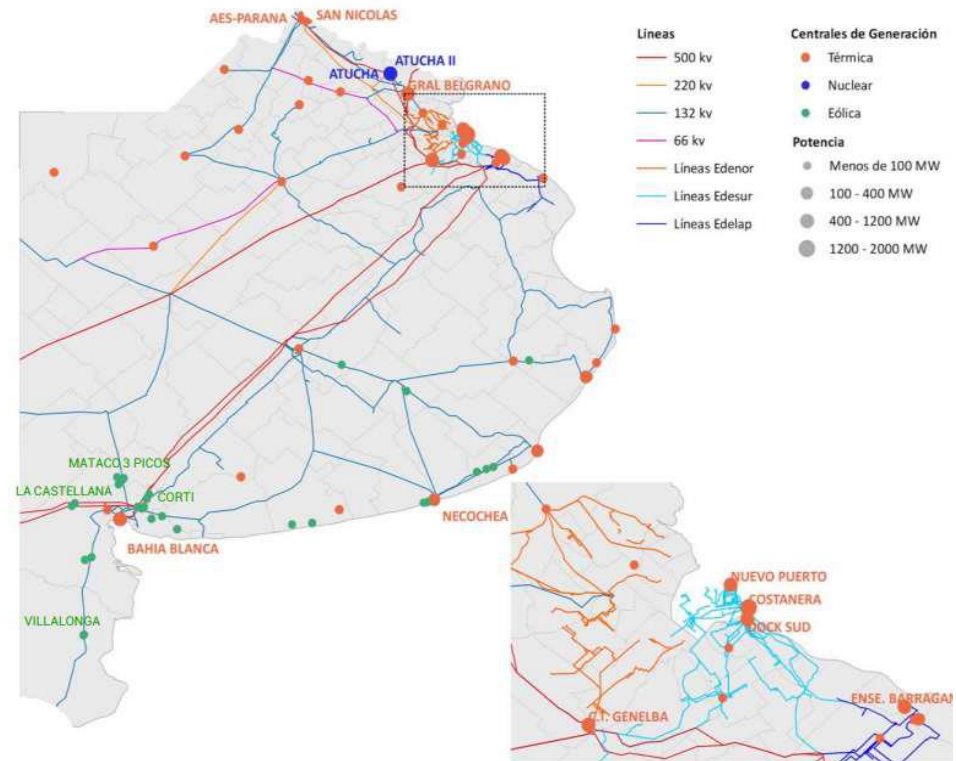 AES-PARANA
SAN NICOLAS
ATUCHA II
ATUCHA
GRAL BELGRANO
MATACO 3 PICOS
LA CASTELLANA
CORTI
BAHIA BLANCA
NECOCHEA
VILLALONGA
Líneas
500 kv
220 kv
132 kv
66 kv
Líneas Edenor
Líneas Edesur
Líneas Edelap
Centrales de Generación
Térmica
Nuclear
Eólica
Potencia
Menos de 100 MW
100 - 400 MW
400 - 1200 MW
1200 - 2000 MW
NUEVO PUERTO
COSTANERA
DOCK SUD
ENSE. BARRAGAN
C.T. GENELBA